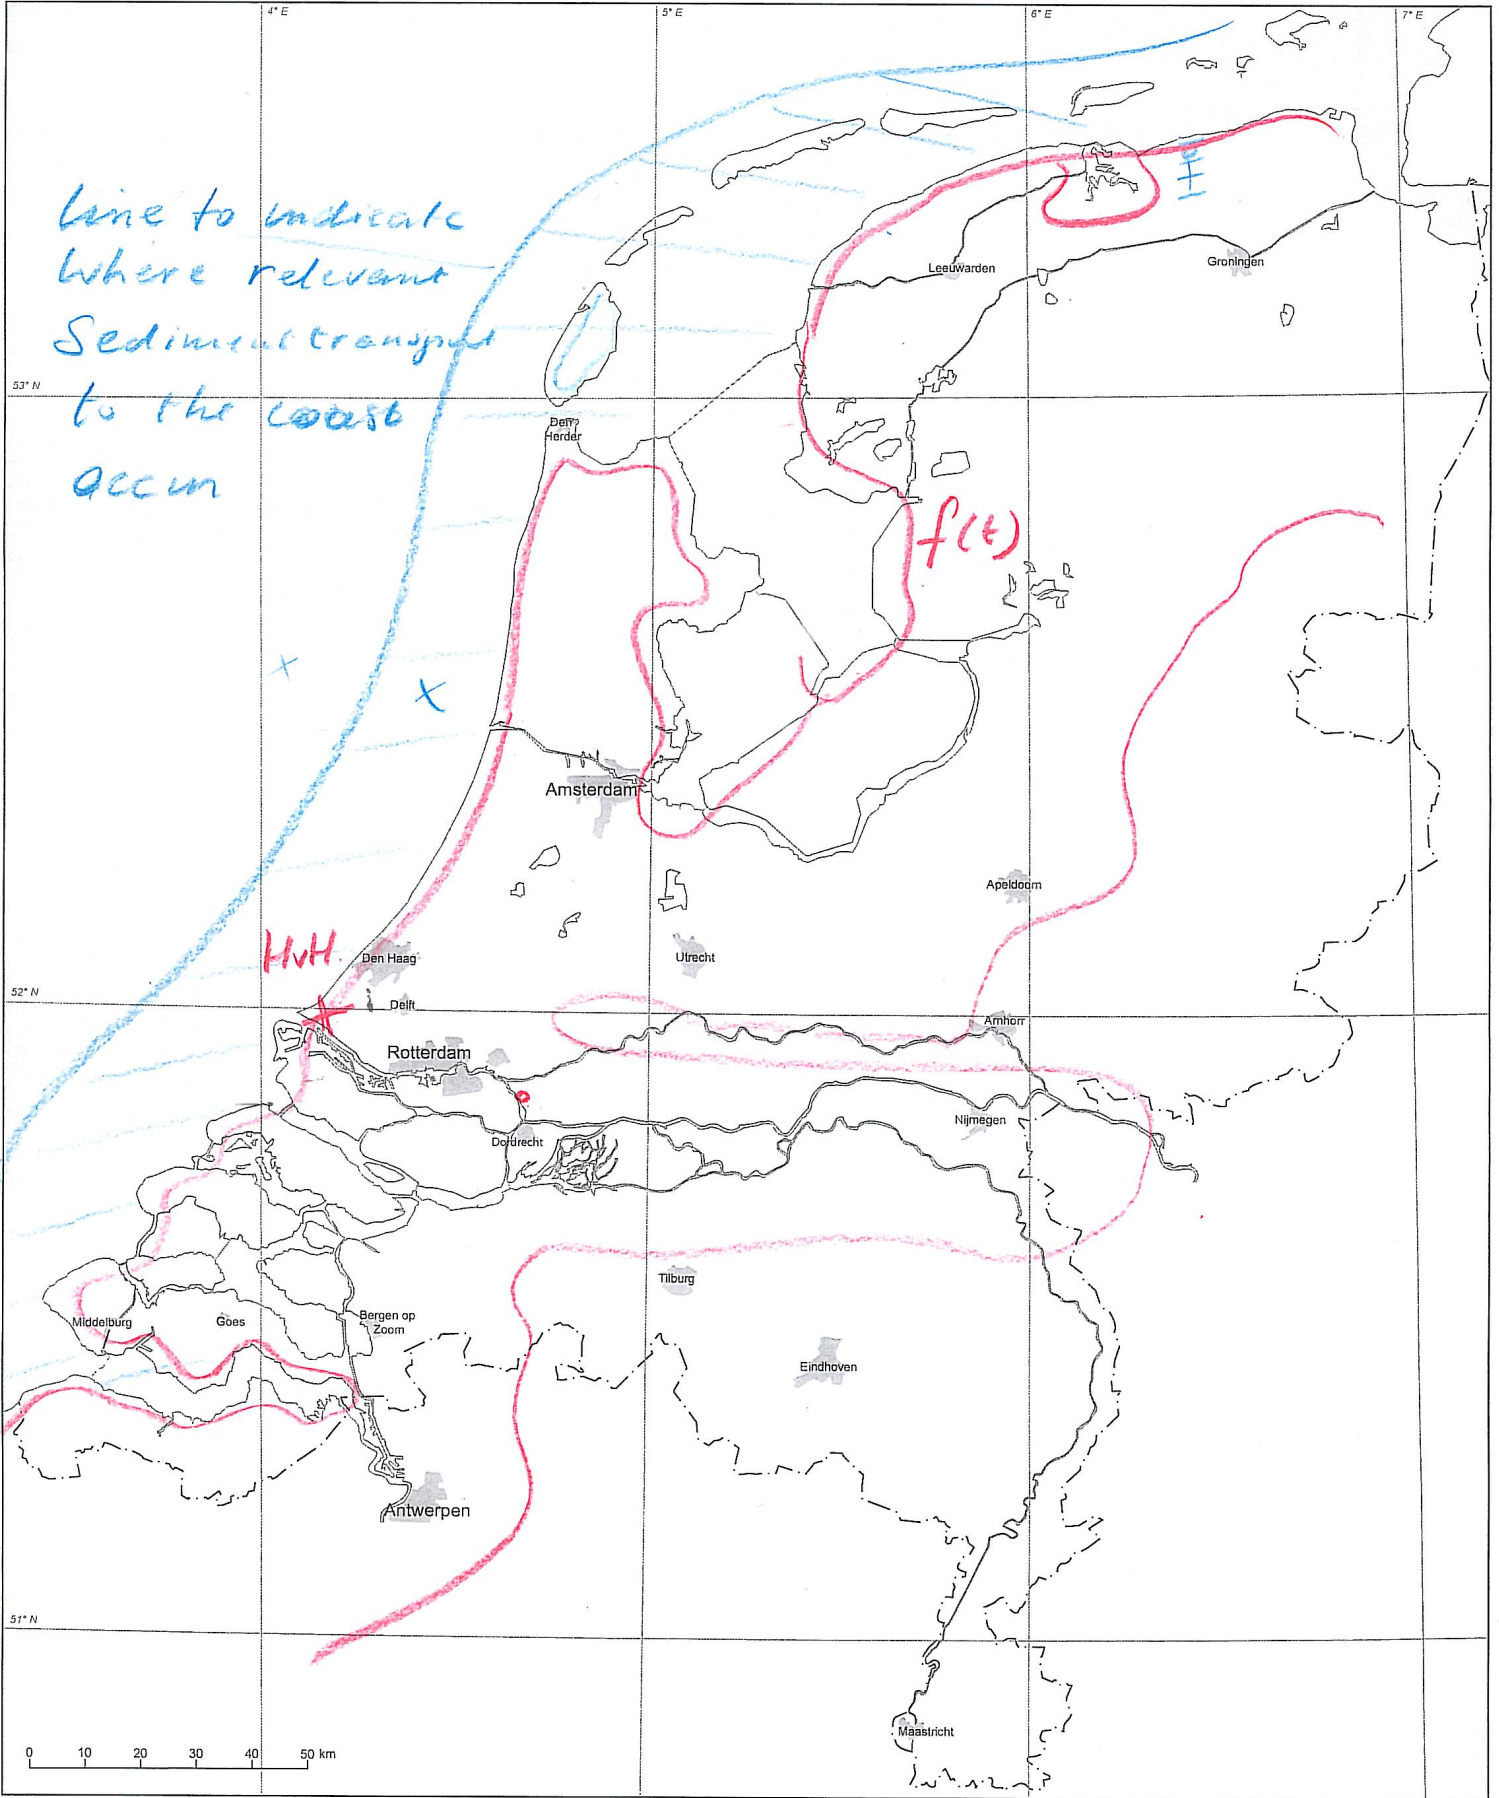 4° E
5° E
6° E
7° E
line to indicate
where relevant
Sediment transport
to the coast
occur
Leeuwarden
Groningen
53° N
Den
Herder
f(t)
Amsterdam
Apeldoorn
HvH.
Den Haag
Utrecht
52° N
Delft
Arnhem
Rotterdam
Nijmegen
Dordrecht
Tilburg
Middelburg
Goes
Bergen op
Zoom
Eindhoven
Antwerpen
51° N
Maastricht
0 10 20 30 40 50 km